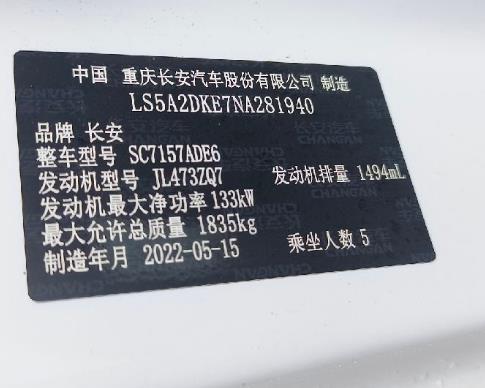 中国 重庆长安汽车股份有限公司 制造
LS5A2DKE7NA281940
品牌 长安
整车型号 SC7157ADE6
发动机型号 JL473ZQ7 发动机排量 1494mL
发动机最大净功率 133kW
最大允许总质量 1835kg
制造年月 2022-05-15 乘坐人数 5